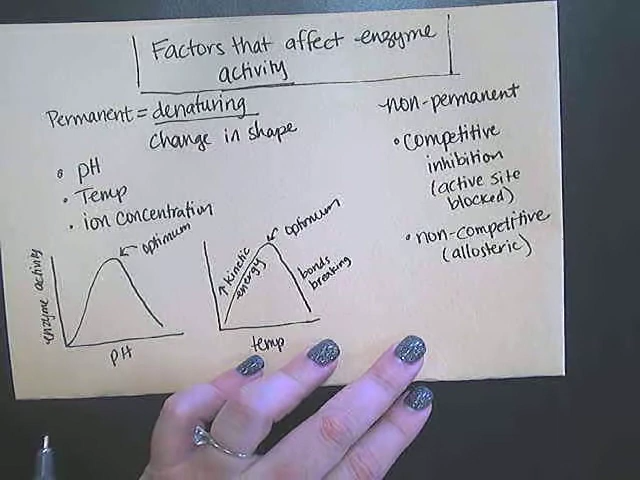 Factors that affect enzyme
activity
Permanent = denaturing
change in shape
• pH
• Temp
• ion concentration
non-permanent
• Competitive
inhibition
(active site
blocked)
• non-competitive
(allosteric)
enzyme activity
optimum
pH
↑ kinetic
energy
optimum
bonds
breaking
temp